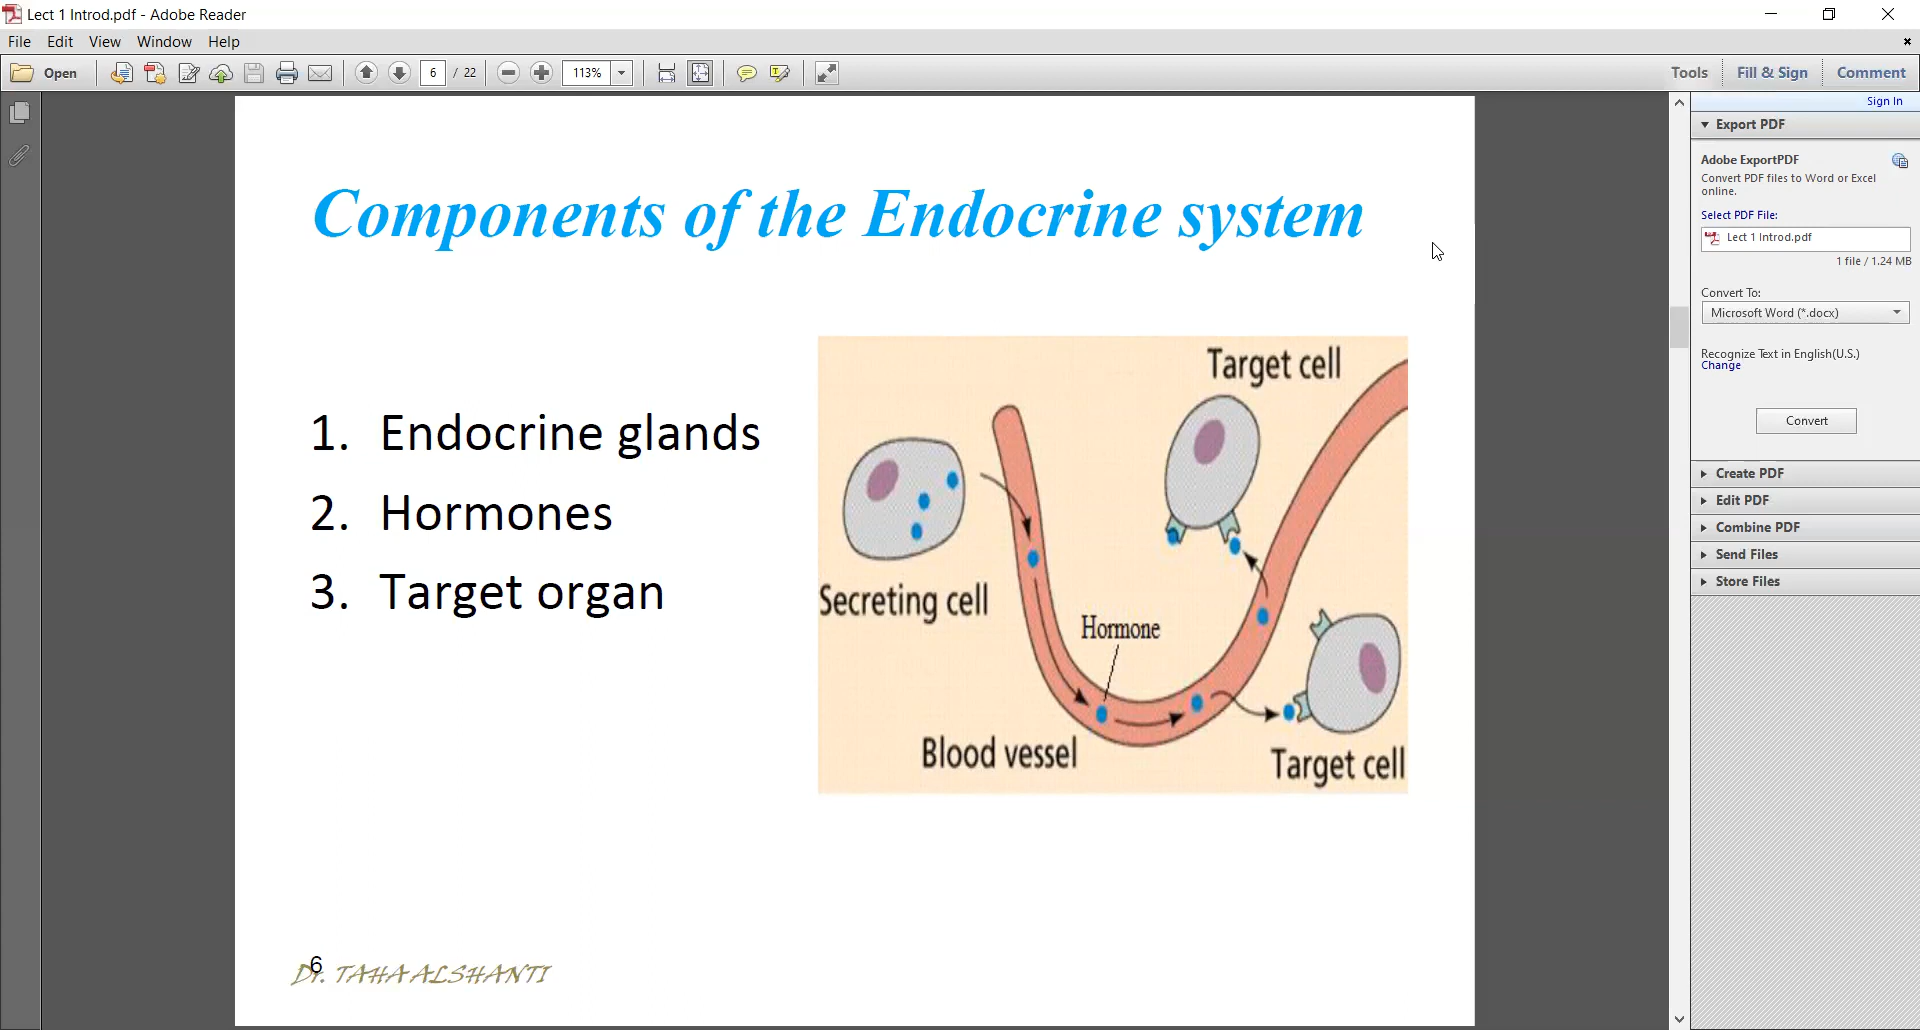 Lect 1 Introd.pdf - Adobe Reader
File Edit View Window Help
Open 6 / 22 113% Tools Fill & Sign Comment
Sign In
Export PDF
Adobe ExportPDF
Convert PDF files to Word or Excel
online.
Select PDF File:
Lect 1 Introd.pdf
1 file / 1.24 MB
Convert To:
Microsoft Word (*.docx)
Recognize Text in English(U.S.)
Change
Convert
Create PDF
Edit PDF
Combine PDF
Send Files
Store Files
Components of the Endocrine system
1. Endocrine glands
2. Hormones
3. Target organ
Target cell
Secreting cell
Hormone
Blood vessel
Target cell
6
Dr. TAHA ALSHANTI